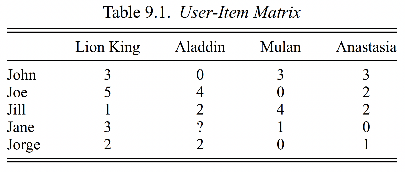 Table 9.1. User-Item Matrix
Lion King Aladdin Mulan Anastasia
John 3 0 3 3
Joe 5 4 0 2
Jill 1 2 4 2
Jane 3 ? 1 0
Jorge 2 2 0 1